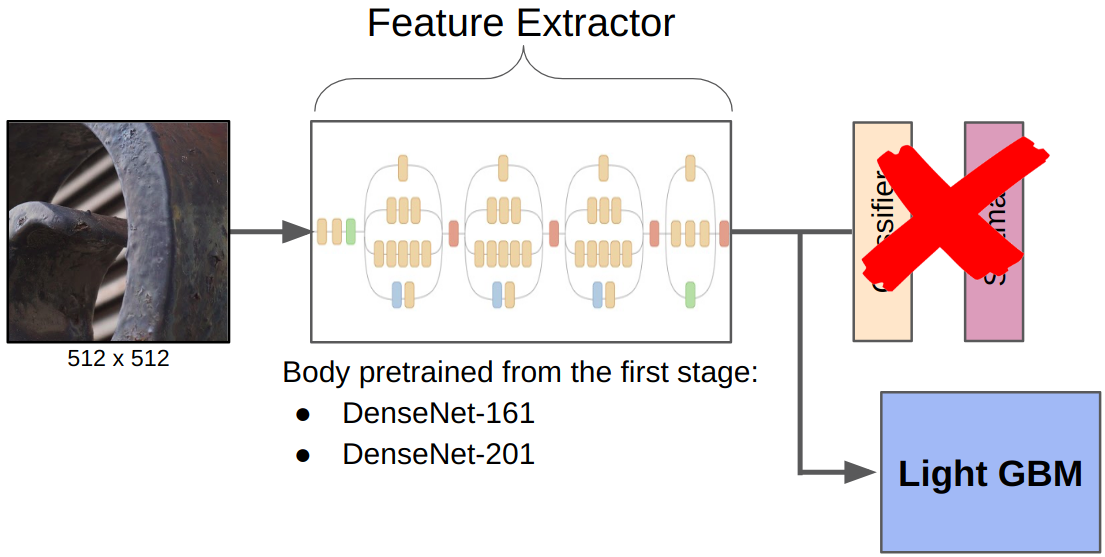 Feature Extractor
512 x 512
Body pretrained from the first stage:
● DenseNet-161
● DenseNet-201
Light GBM